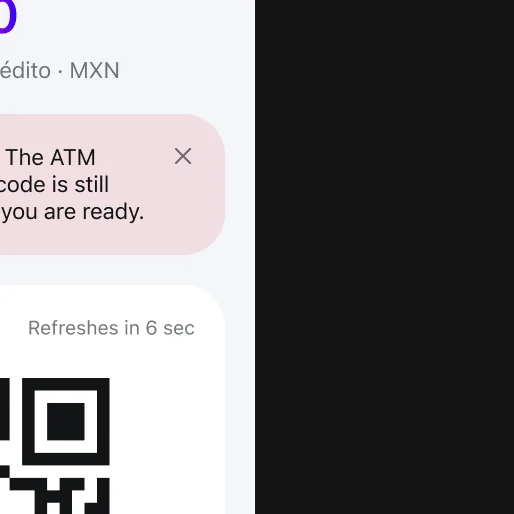 édito · MXN
The ATM
code is still
you are ready.
Refreshes in 6 sec